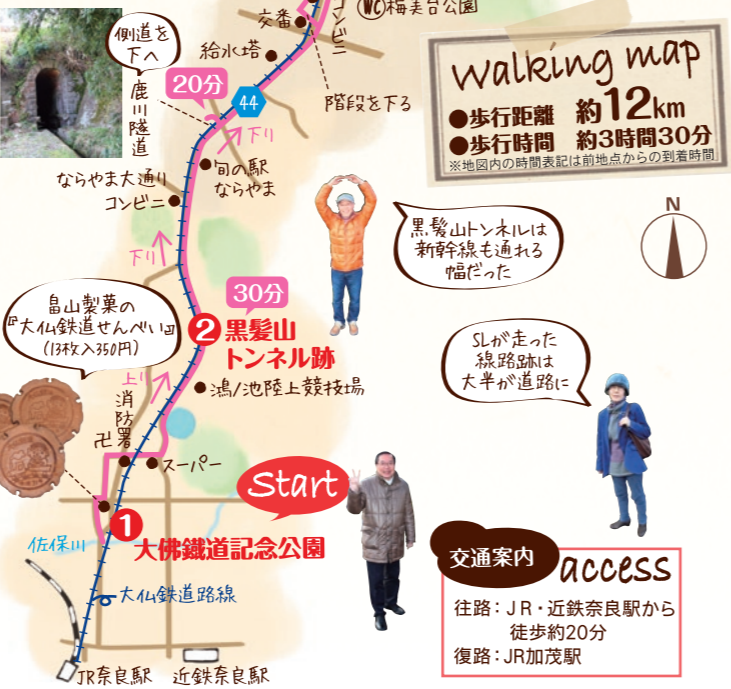 WC梅美台公園
交番
コンビニ
側道を
下へ
給水塔
20分
44
階段を下る
鹿川隧道
下り
旬の駅
ならやま
ならやま大通り
コンビニ
下り
walking map
●歩行距離 約12km
●歩行時間 約3時間30分
※地図内の時間表記は前地点からの到着時間
N
黒髪山トンネルは
新幹線も通れる
幅だった
30分
2 黒髪山
トンネル跡
畠山製菓の
『大仏鉄道せんべい』
(13枚入350円)
SLが走った
線路跡は
大半が道路に
上り
鴻ノ池陸上競技場
消防署
卍
スーパー
Start
1 大佛鐵道記念公園
佐保川
大仏鉄道路線
JR奈良駅
近鉄奈良駅
交通案内 access
往路：JR・近鉄奈良駅から
徒歩約20分
復路：JR加茂駅